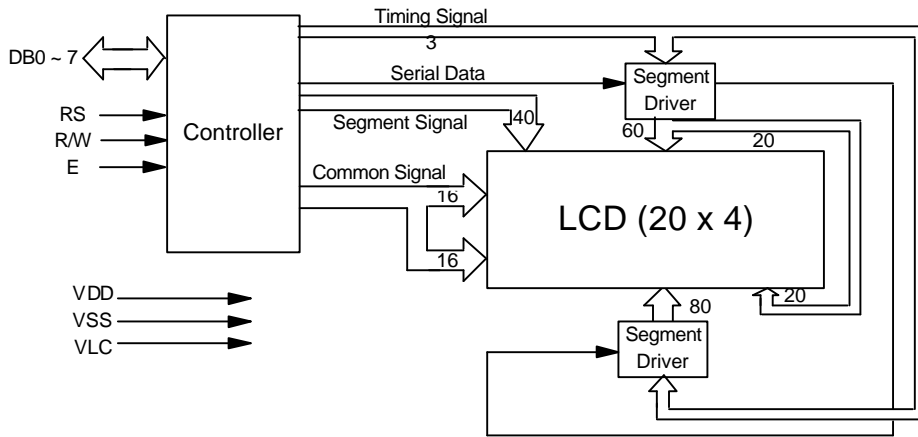 Timing Signal
3
DB0 ~ 7
Serial Data
Segment
Driver
RS
R/W
E
Controller
Segment Signal
40
60
20
Common Signal
16
16
LCD (20 x 4)
20
VDD
VSS
VLC
80
Segment
Driver